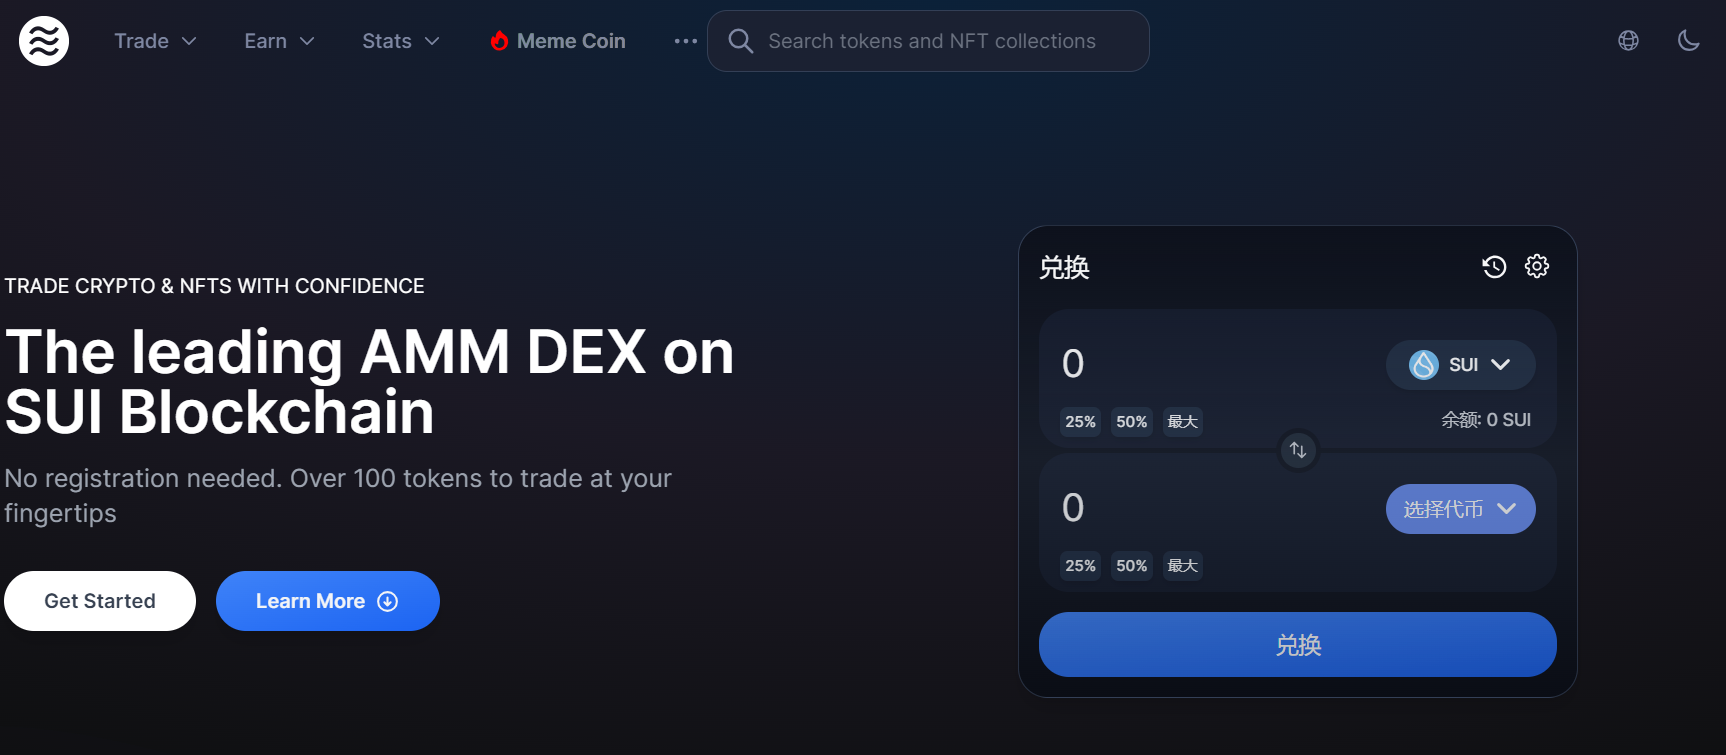 Trade Earn Stats Meme Coin Search tokens and NFT collections
TRADE CRYPTO & NFTS WITH CONFIDENCE
The leading AMM DEX on
SUI Blockchain
No registration needed. Over 100 tokens to trade at your
fingertips
Get Started Learn More
兑换
0 SUI
25% 50% 最大 余额: 0 SUI
0 选择代币
25% 50% 最大
兑换